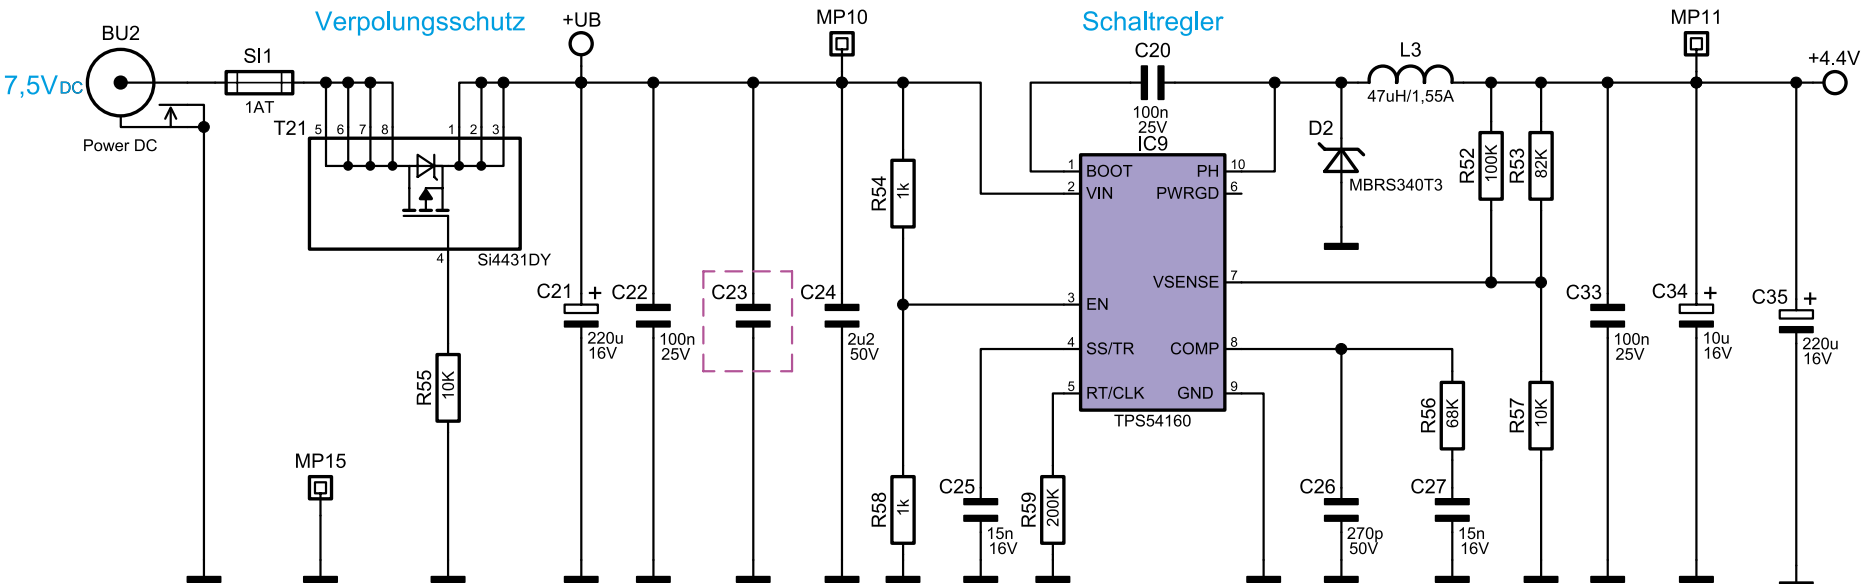 Verpolungsschutz
Schaltregler
BU2
7,5VDC
Power DC
SI1
1AT
T21
5 6 7 8 1 2 3
4
Si4431DY
R55
10K
MP15
+UB
C21 +
220u
16V
C22
100n
25V
C23
MP10
C24
2u2
50V
R54
1k
R58
1k
C25
15n
16V
R59
200K
C20
100n
25V
IC9
1 BOOT
2 VIN
3 EN
4 SS/TR
5 RT/CLK
PH 10
PWRGD 6
VSENSE 7
COMP 8
GND 9
TPS54160
D2
MBRS340T3
L3
47uH/1,55A
R52
100K
R53
82K
R56
68K
R57
10K
C26
270p
50V
C27
15n
16V
C33
100n
25V
MP11
C34 +
10u
16V
C35 +
220u
16V
+4.4V